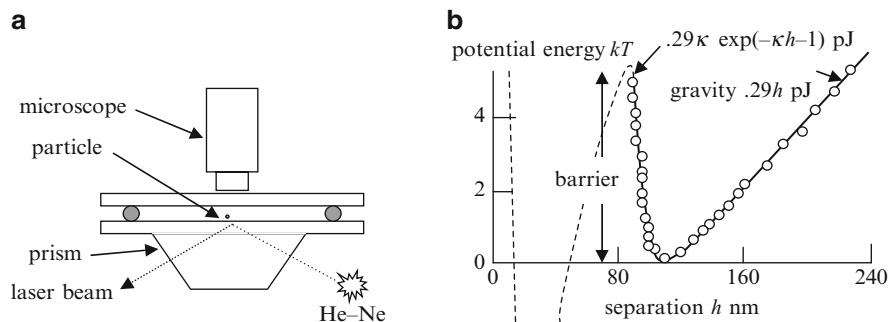 a
microscope
particle
prism
laser beam
He–Ne
b
potential energy kT
.29κ exp(–κh–1) pJ
gravity .29h pJ
barrier
4
2
0
0 80 160 240
separation h nm